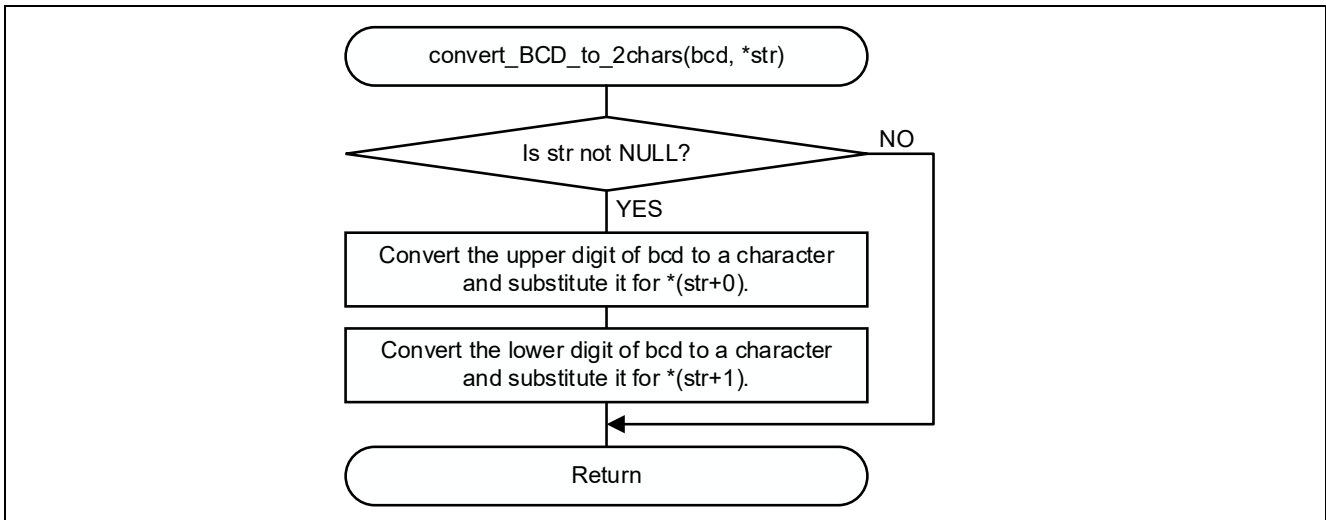 convert_BCD_to_2chars(bcd, *str)
Is str not NULL?
NO
YES
Convert the upper digit of bcd to a character
and substitute it for *(str+0).
Convert the lower digit of bcd to a character
and substitute it for *(str+1).
Return